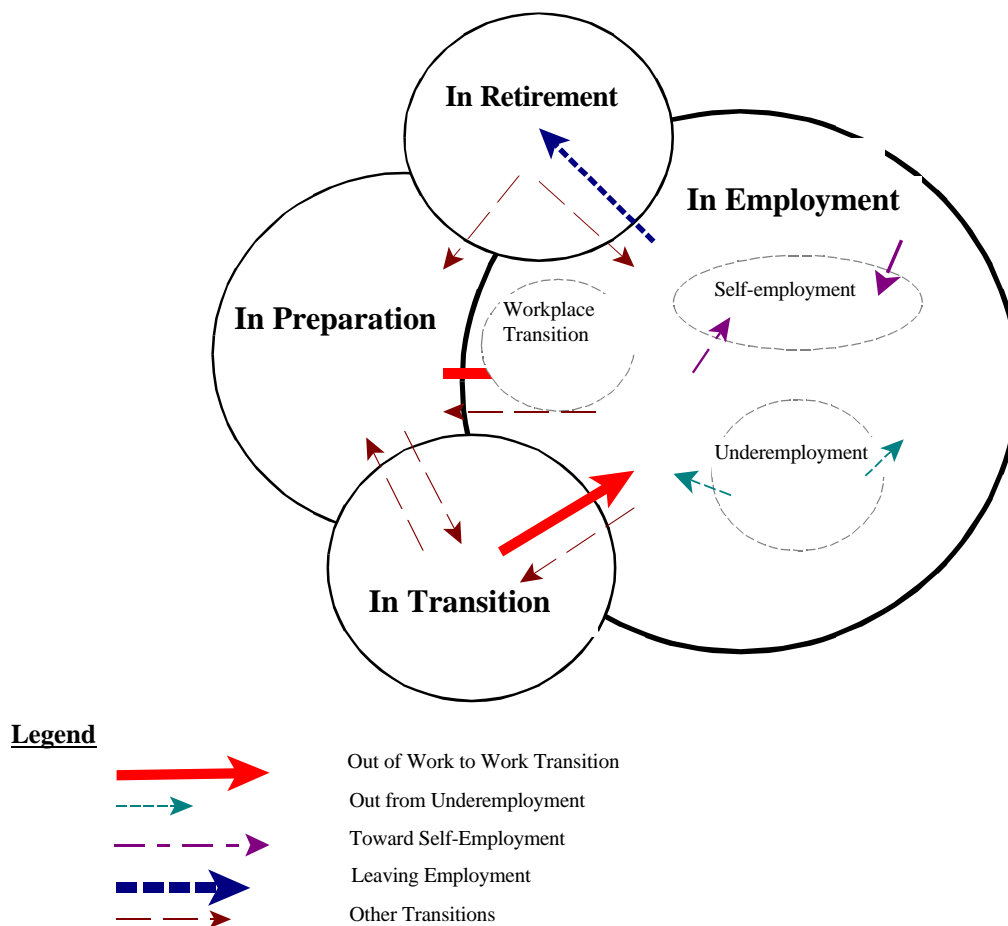 In Retirement
In Employment
Self-employment
Workplace
Transition
In Preparation
Underemployment
In Transition
Legend
Out of Work to Work Transition
Out from Underemployment
Toward Self-Employment
Leaving Employment
Other Transitions